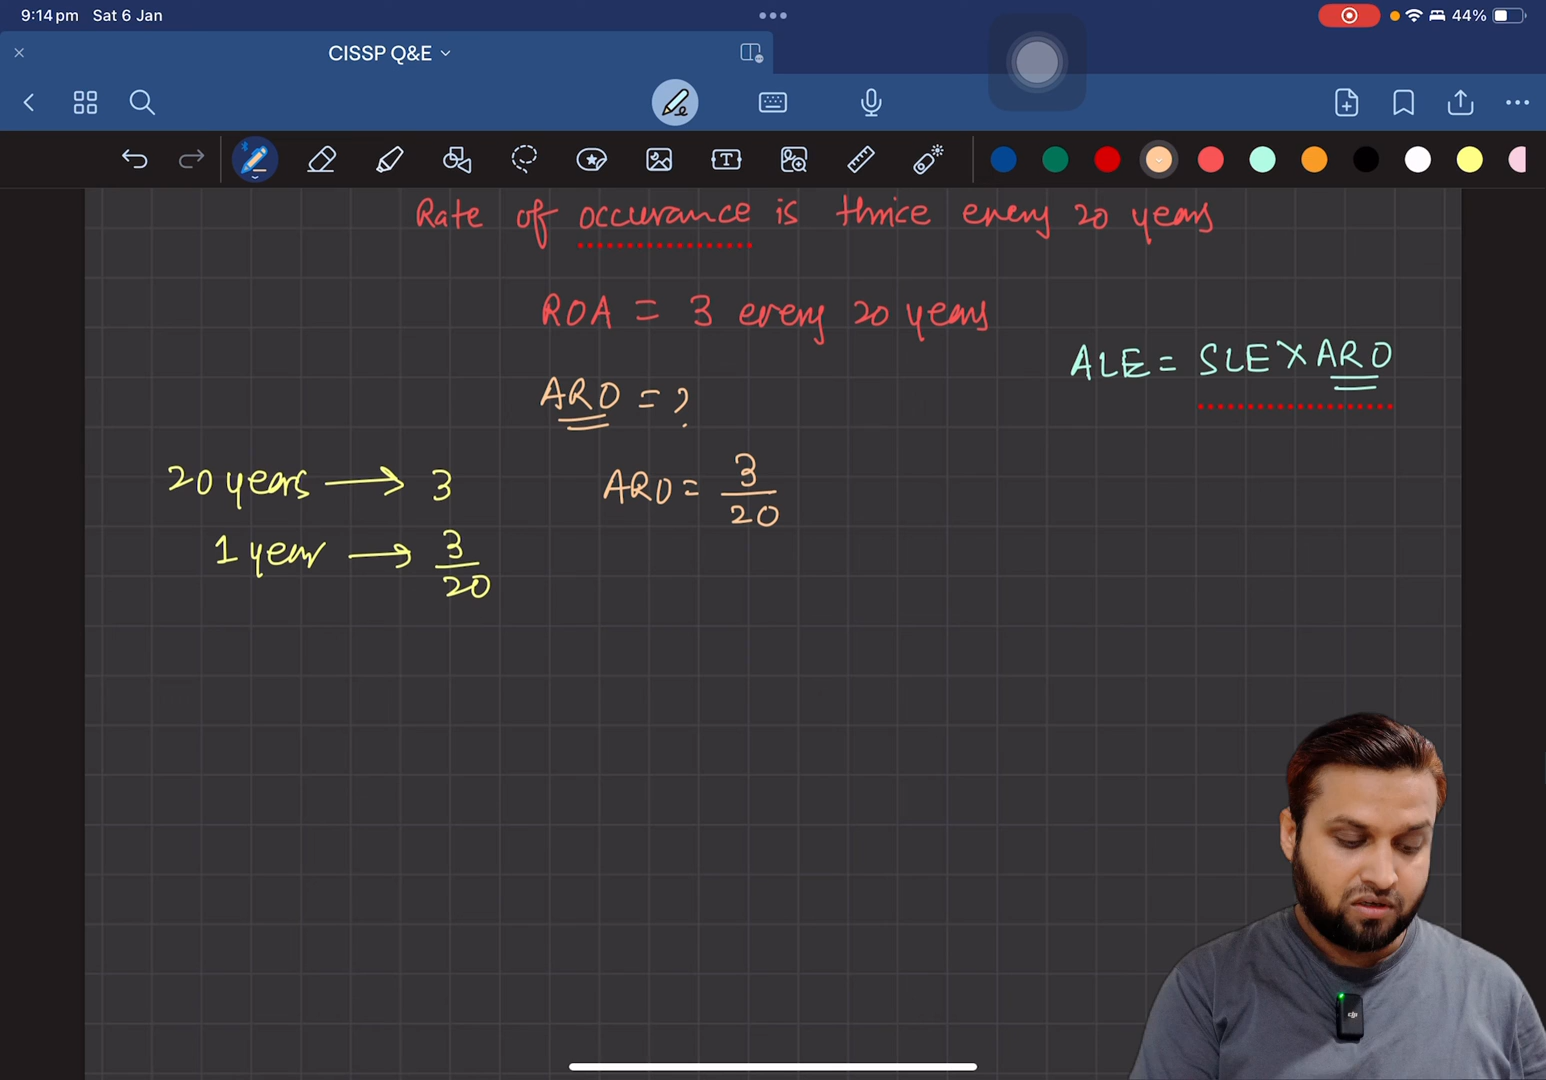 9:14 pm Sat 6 Jan
44%
CISSP Q&E
T
Rate of occurance is thrice every 20 years
ROA = 3 every 20 years
ALE = SLE X ARO
ARO = ?
20 years → 3
ARO = 3/20
1 year → 3/20
dji